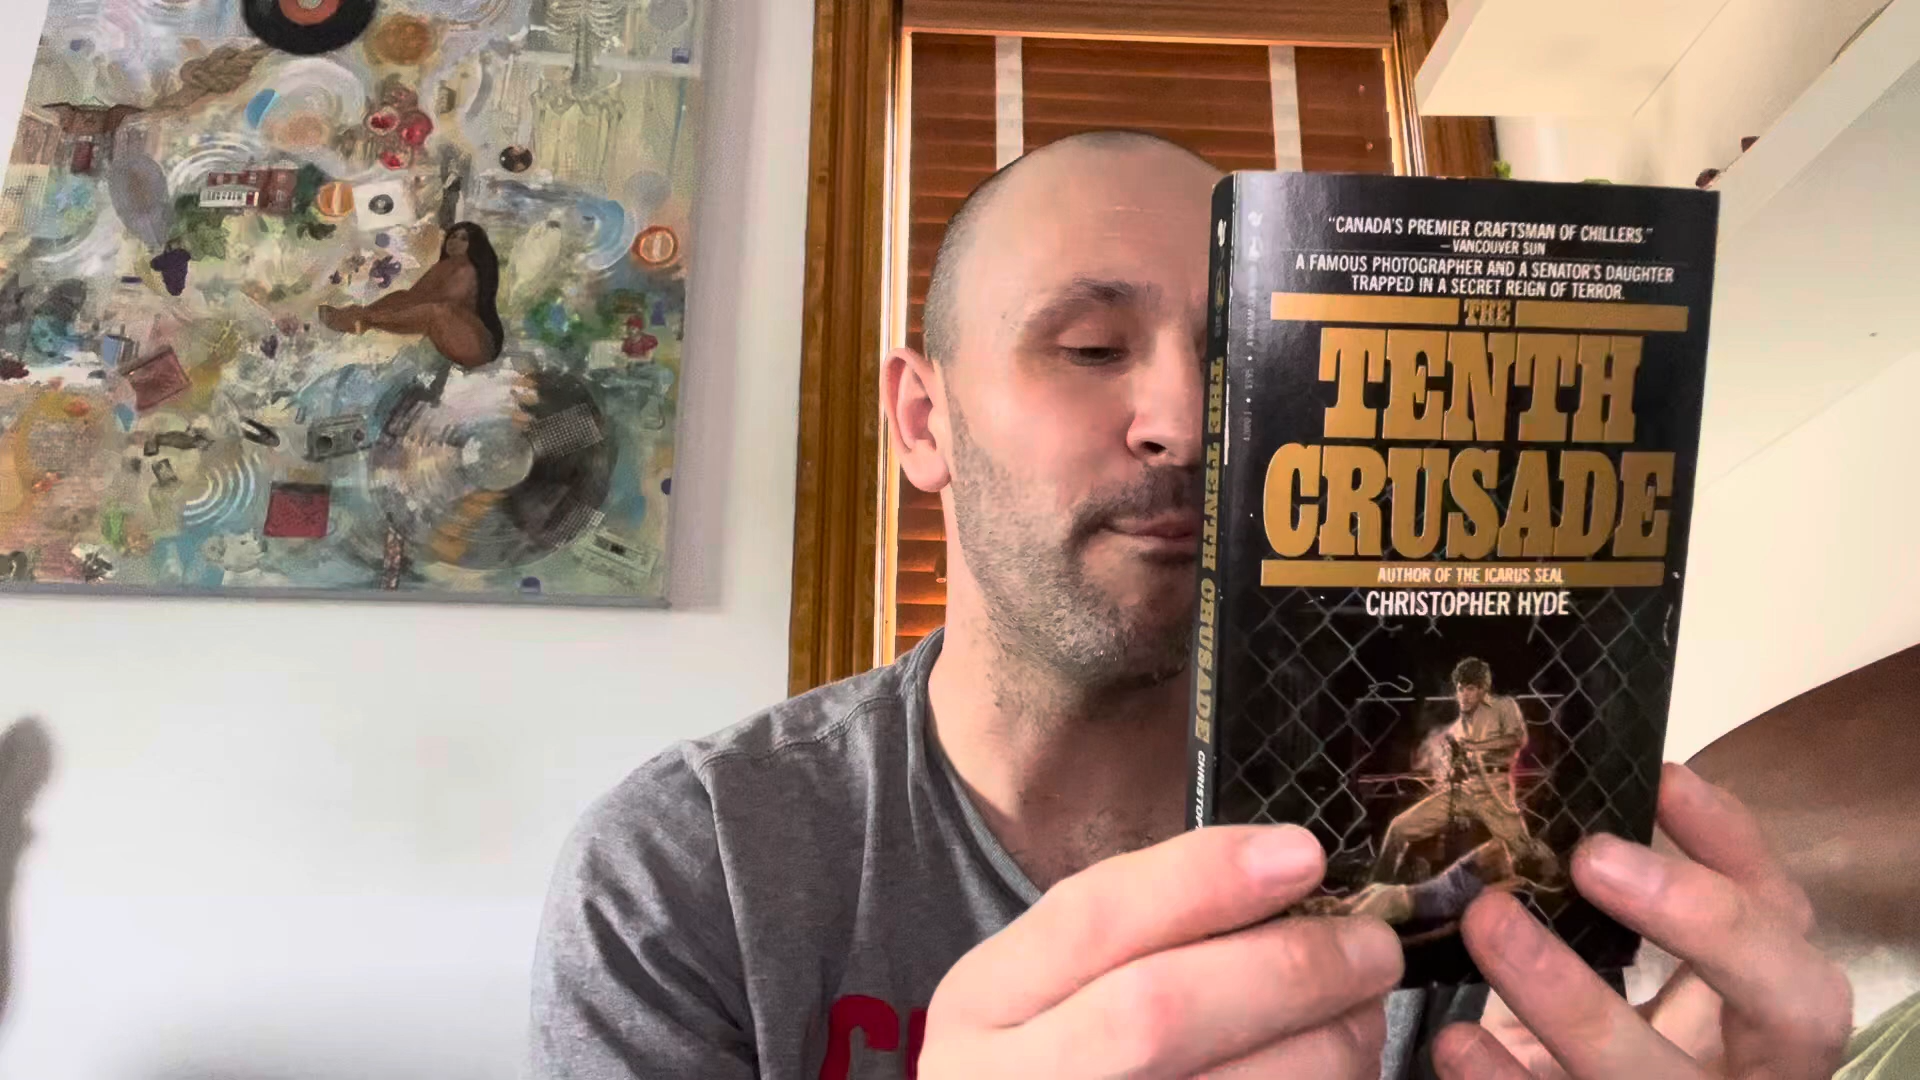 "CANADA'S PREMIER CRAFTSMAN OF CHILLERS."
—VANCOUVER SUN
A FAMOUS PHOTOGRAPHER AND A SENATOR'S DAUGHTER
TRAPPED IN A SECRET REIGN OF TERROR.
THE
TENTH
CRUSADE
AUTHOR OF THE ICARUS SEAL
CHRISTOPHER HYDE
THE TENTH CRUSADE